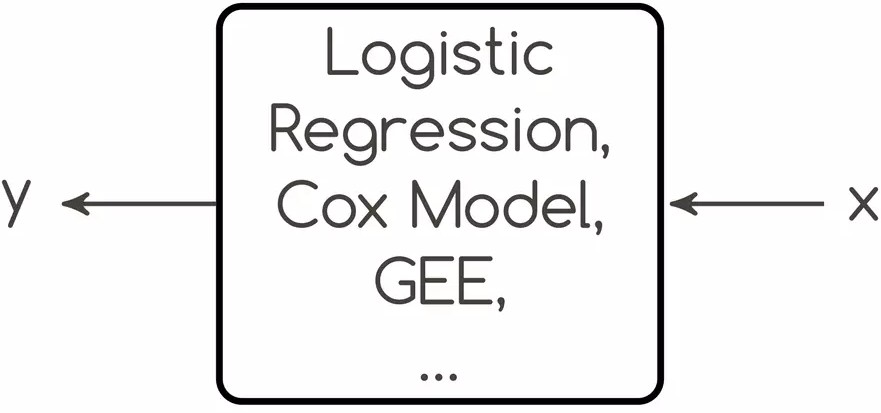 Logistic
Regression,
y
Cox Model,
x
GEE,
...